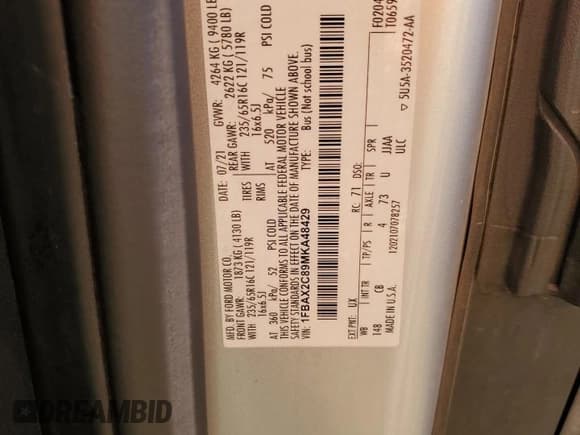 MFD. BY FORD MOTOR CO.
DATE: 07/21 GVWR: 4264 KG ( 9400 LB
FRONT GAWR: 1873 KG ( 4130 LB) REAR GAWR: 2622 KG ( 5780 LB)
WITH 235/65R16C 121/119R TIRES WITH 235/65R16C 121/119R
16x6.5J RIMS 16x6.5J
AT 360 kPa/ 52 PSI COLD AT 520 kPa/ 75 PSI COLD
THIS VEHICLE CONFORMS TO ALL APPLICABLE FEDERAL MOTOR VEHICLE
SAFETY STANDARDS IN EFFECT ON THE DATE OF MANUFACTURE SHOWN ABOVE.
VIN: 1FBAX2C89MKA48429 TYPE: Bus (Not school bus)
F0204
T0659
EXT PNT: UX RC: 71 DSO:
WB INT TR TP/PS R AXLE TR SPR
148 CB 4 73 U JJAA
ULC
MADE IN U.S.A. 120210707B257 ▽ 5U5A-3520472-AA
DREAMBID